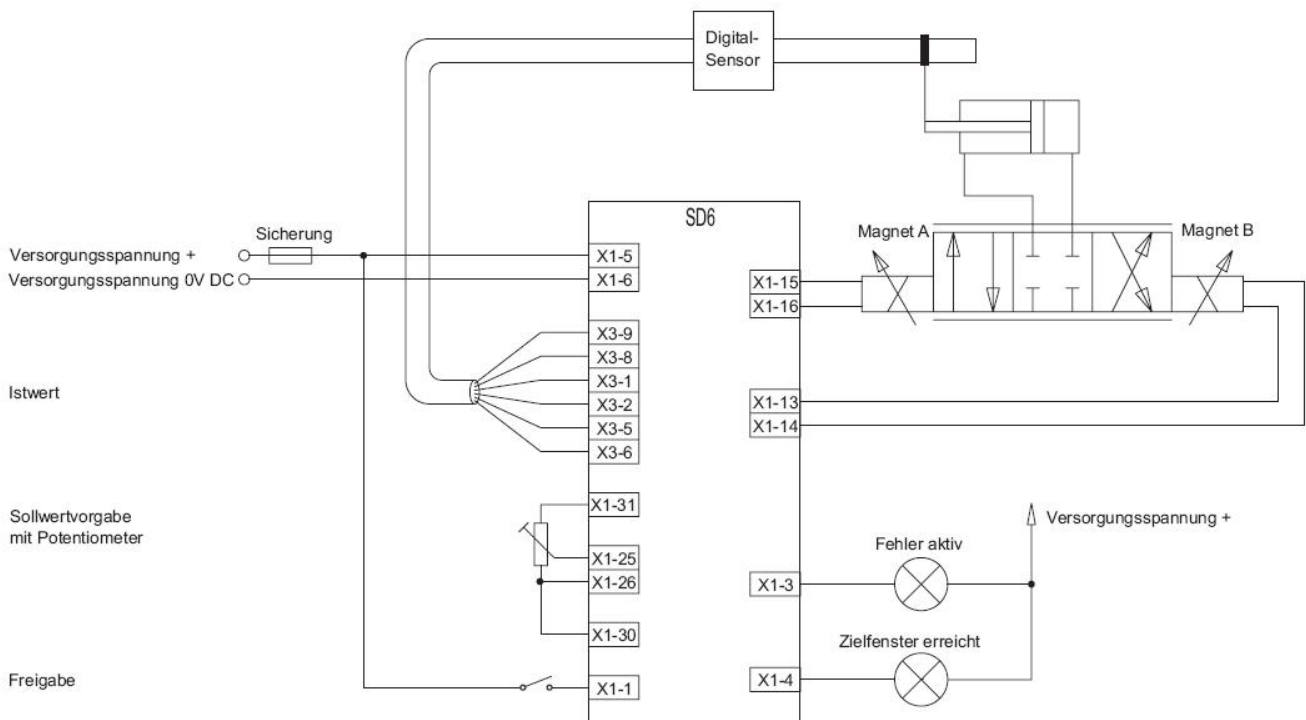 Digital-
Sensor
SD6
Sicherung
Magnet A
Magnet B
Versorgungsspannung +
X1-5
Versorgungsspannung 0V DC
X1-6
X1-15
X1-16
X3-9
X3-8
X3-1
X3-2
X3-5
X3-6
Istwert
X1-13
X1-14
X1-31
Sollwertvorgabe
mit Potentiometer
X1-25
X1-26
X1-30
Versorgungsspannung +
Fehler aktiv
X1-3
Zielfenster erreicht
Freigabe
X1-1
X1-4